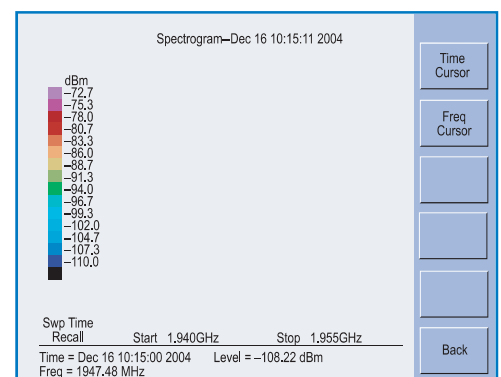 Spectrogram–Dec 16 10:15:11 2004
Time
Cursor
Freq
Cursor
dBm
–72.7
–75.3
–78.0
–80.7
–83.3
–86.0
–88.7
–91.3
–94.0
–96.7
–99.3
–102.0
–104.7
–107.3
–110.0
Swp Time
Recall Start 1.940GHz Stop 1.955GHz
Time = Dec 16 10:15:00 2004 Level = –108.22 dBm
Freq = 1947.48 MHz
Back